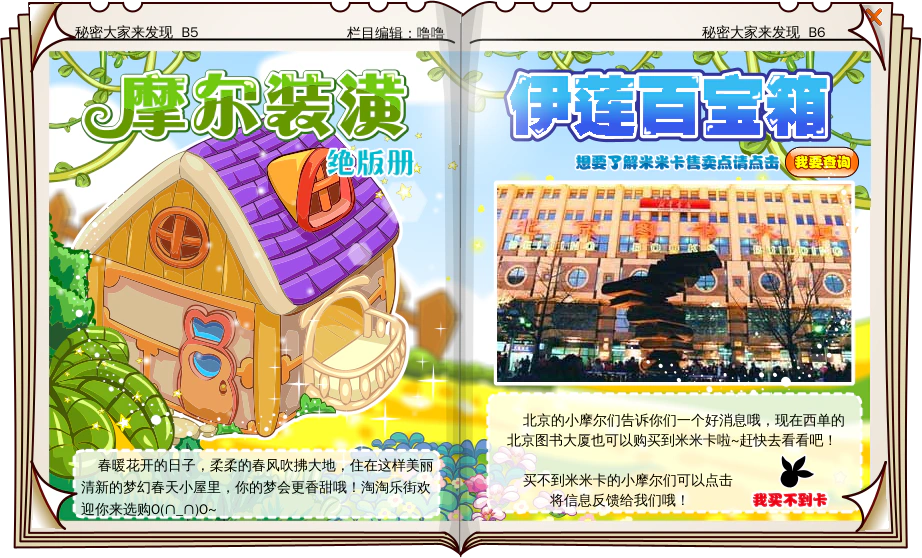 秘密大家来发现 B5
栏目编辑：噜噜
摩尔装潢
绝版册
春暖花开的日子，柔柔的春风吹拂大地，住在这样美丽
清新的梦幻春天小屋里，你的梦会更香甜哦！淘淘乐街欢
迎你来选购O(∩_∩)O~
秘密大家来发现 B6
伊莲百宝箱
想要了解米米卡售卖点请点击
我要查询
北京图书大厦
BEIJING BOOKS BUILDING
北京的小摩尔们告诉你们一个好消息哦，现在西单的
北京图书大厦也可以购买到米米卡啦~赶快去看看吧！
买不到米米卡的小摩尔们可以点击
将信息反馈给我们哦！
我买不到卡